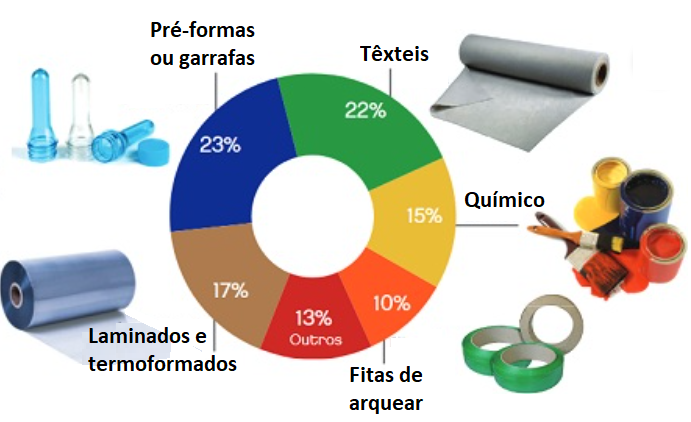 Pré-formas
ou garrafas
Têxteis
22%
23%
Químico
15%
17%
10%
13%
Outros
Laminados e
termoformados
Fitas de
arquear